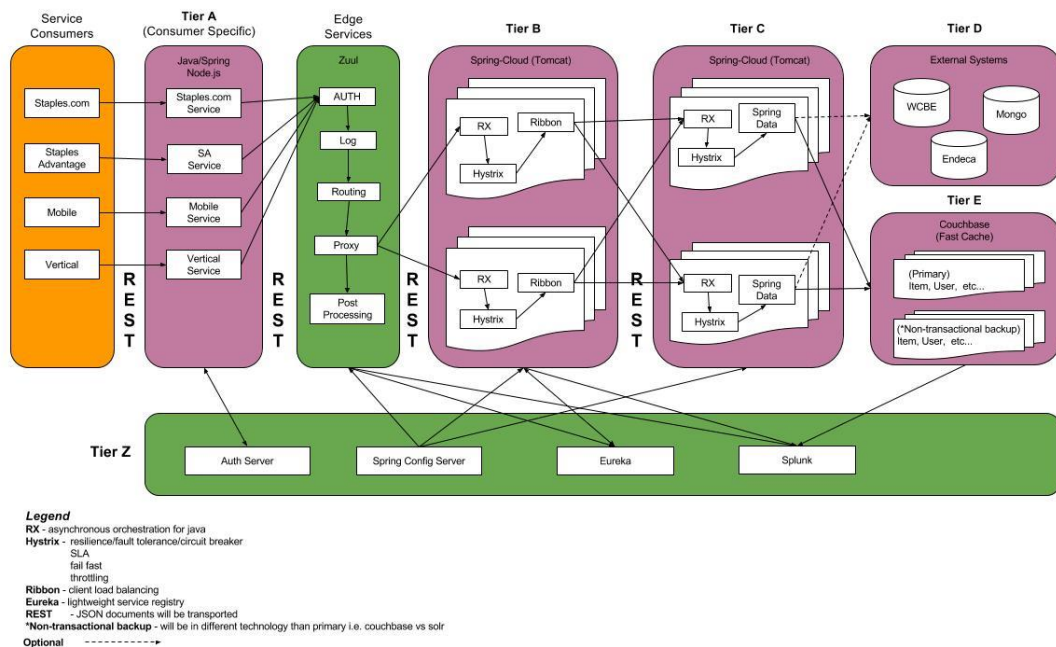 Service
Consumers
Staples.com
Staples
Advantage
Mobile
Vertical
REST
Tier A
(Consumer Specific)
Java/Spring
Node.js
Staples.com
Service
SA
Service
Mobile
Service
Vertical
Service
REST
Edge
Services
Zuul
AUTH
Log
Routing
Proxy
Post
Processing
REST
Tier B
Spring-Cloud (Tomcat)
RX
Ribbon
Hystrix
RX
Ribbon
Hystrix
REST
Tier C
Spring-Cloud (Tomcat)
RX
Spring
Data
Hystrix
RX
Spring
Data
Hystrix
Tier D
External Systems
WCBE
Mongo
Endeca
Tier E
Couchbase
(Fast Cache)
(Primary)
Item, User, etc...
(*Non-transactional backup)
Item, User, etc...
Tier Z
Auth Server
Spring Config Server
Eureka
Splunk
Legend
RX - asynchronous orchestration for java
Hystrix - resilience/fault tolerance/circuit breaker
SLA
fail fast
throttling
Ribbon - client load balancing
Eureka - lightweight service registry
REST - JSON documents will be transported
*Non-transactional backup - will be in different technology than primary i.e. couchbase vs solr
Optional